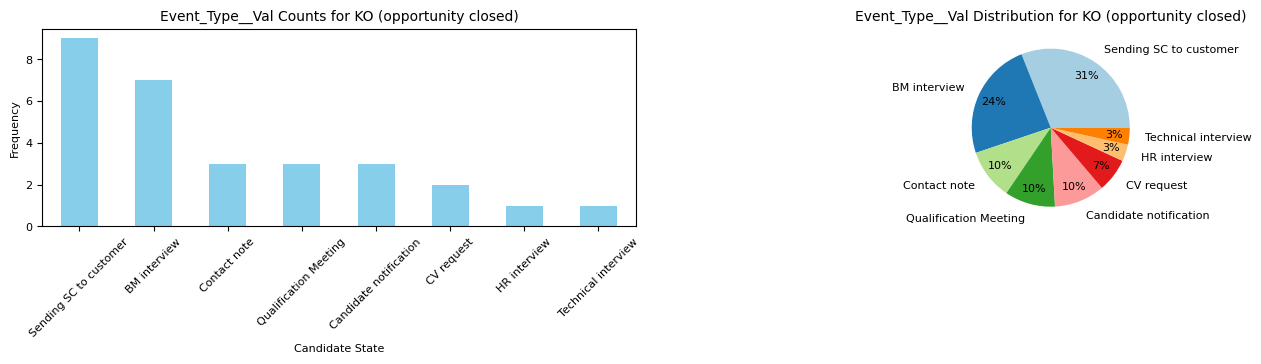 Event_Type__Val Counts for KO (opportunity closed)
Frequency
8
6
4
2
0
Sending SC to customer
BM interview
Contact note
Qualification Meeting
Candidate notification
CV request
HR interview
Technical interview
Candidate State
Event_Type__Val Distribution for KO (opportunity closed)
Sending SC to customer
31%
BM interview
24%
Contact note
10%
Qualification Meeting
10%
Candidate notification
10%
CV request
7%
HR interview
3%
Technical interview
3%